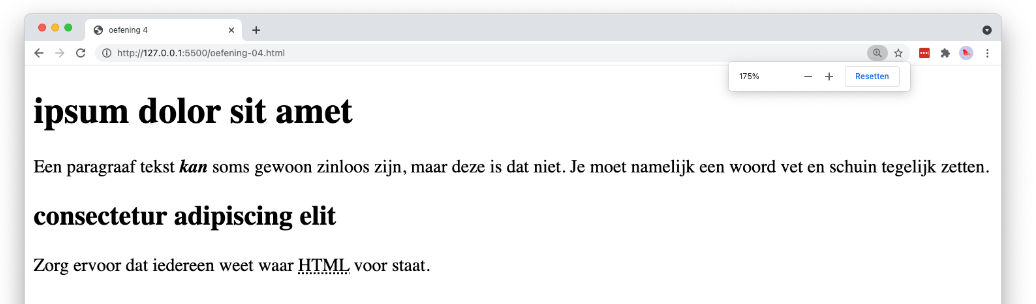 oefening 4
http://127.0.0.1:5500/oefening-04.html
175%
Resetten
ipsum dolor sit amet
Een paragraaf tekst kan soms gewoon zinloos zijn, maar deze is dat niet. Je moet namelijk een woord vet en schuin tegelijk zetten.
consectetur adipiscing elit
Zorg ervoor dat iedereen weet waar HTML voor staat.